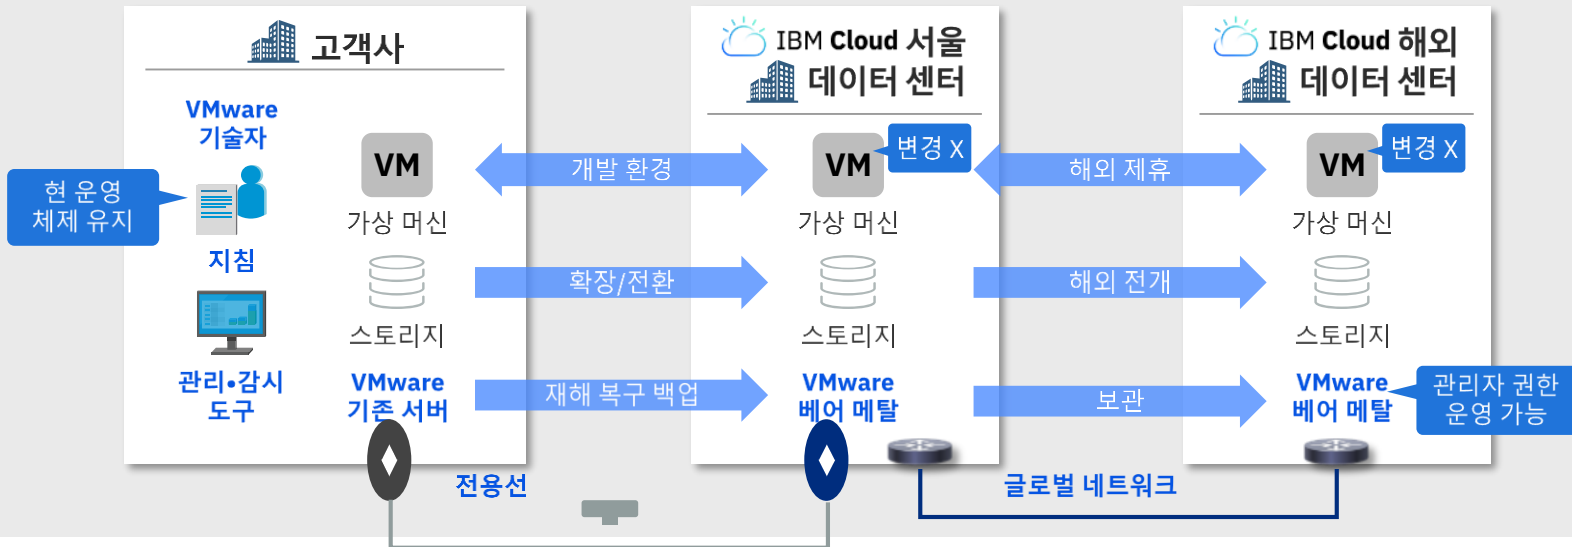 고객사
VMware
기술자
현 운영
체제 유지
지침
관리•감시
도구
VM
가상 머신
스토리지
VMware
기존 서버
개발 환경
확장/전환
재해 복구 백업
전용선
IBM Cloud 서울
데이터 센터
VM
변경 X
가상 머신
스토리지
VMware
베어 메탈
해외 제휴
해외 전개
보관
글로벌 네트워크
IBM Cloud 해외
데이터 센터
VM
변경 X
가상 머신
스토리지
VMware
베어 메탈
관리자 권한
운영 가능